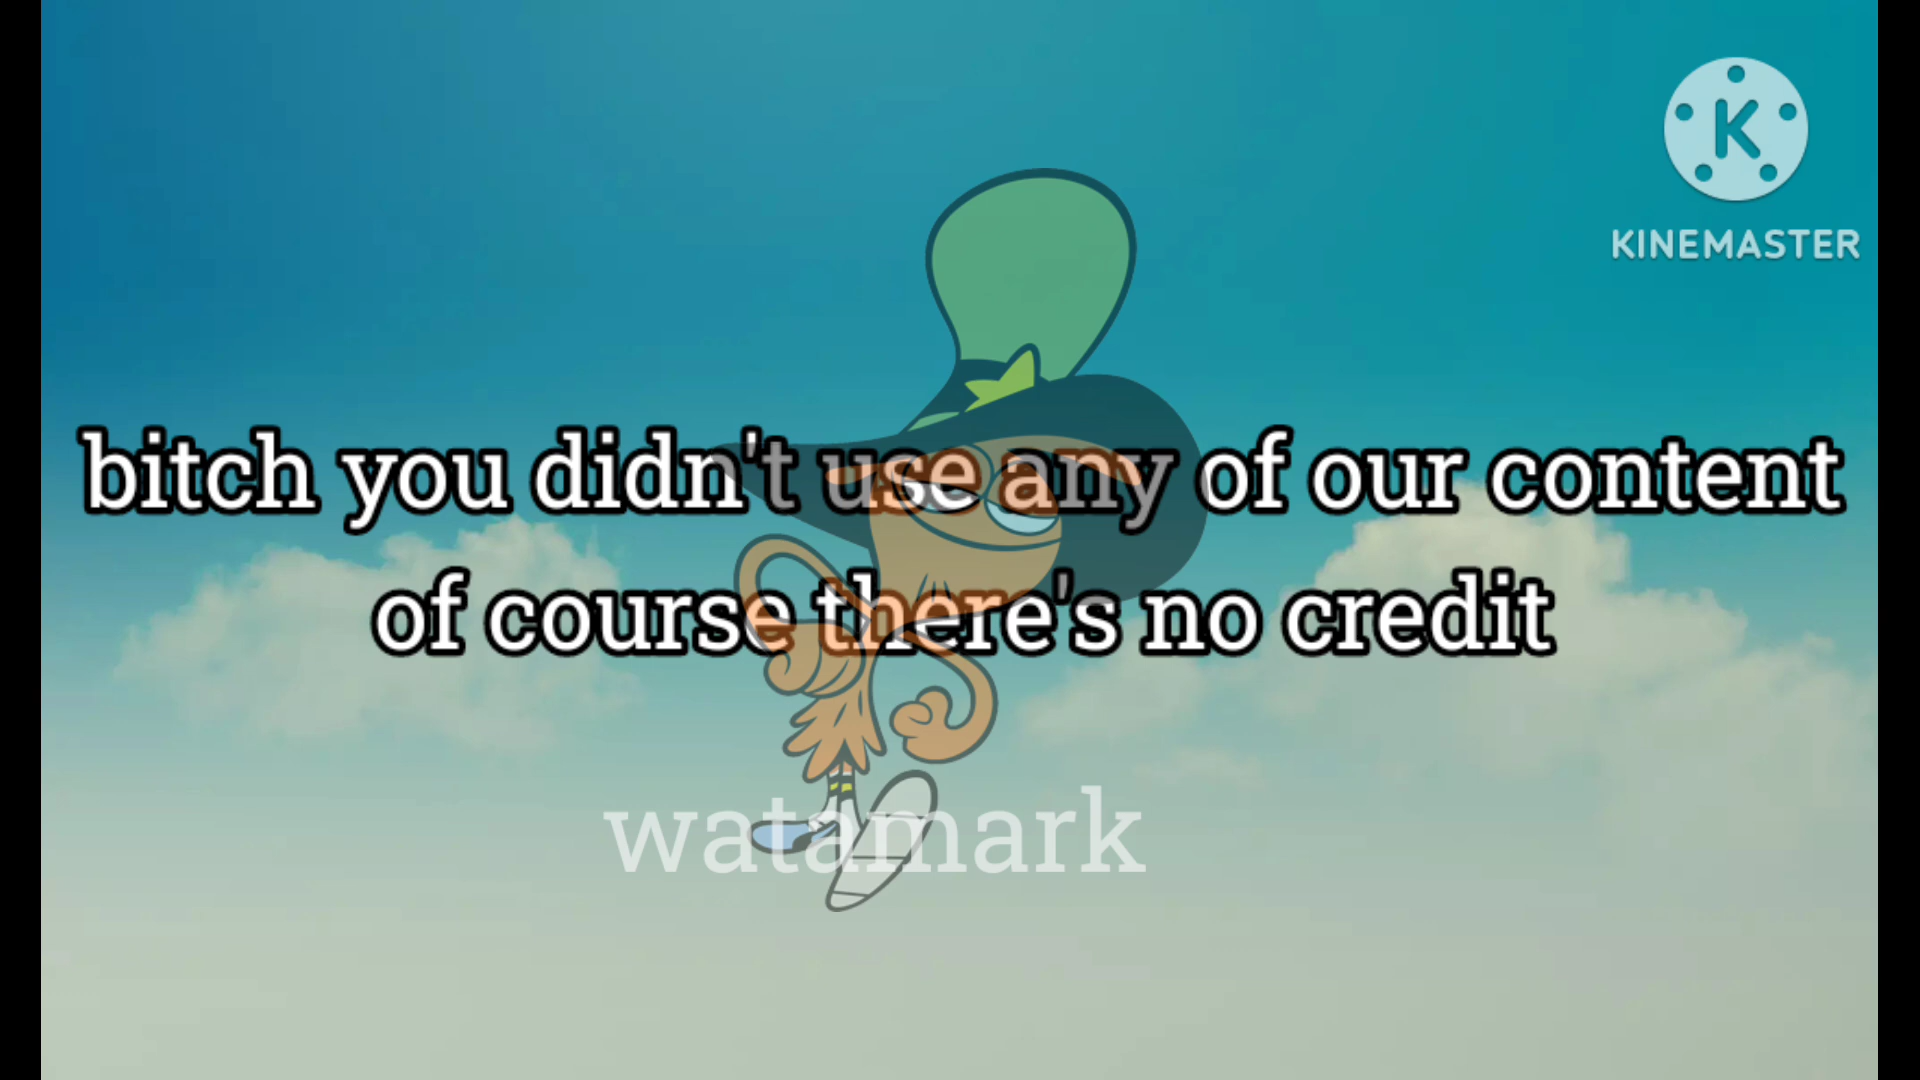 K
KINEMASTER
bitch you didn't use any of our content
of course there's no credit
watamark